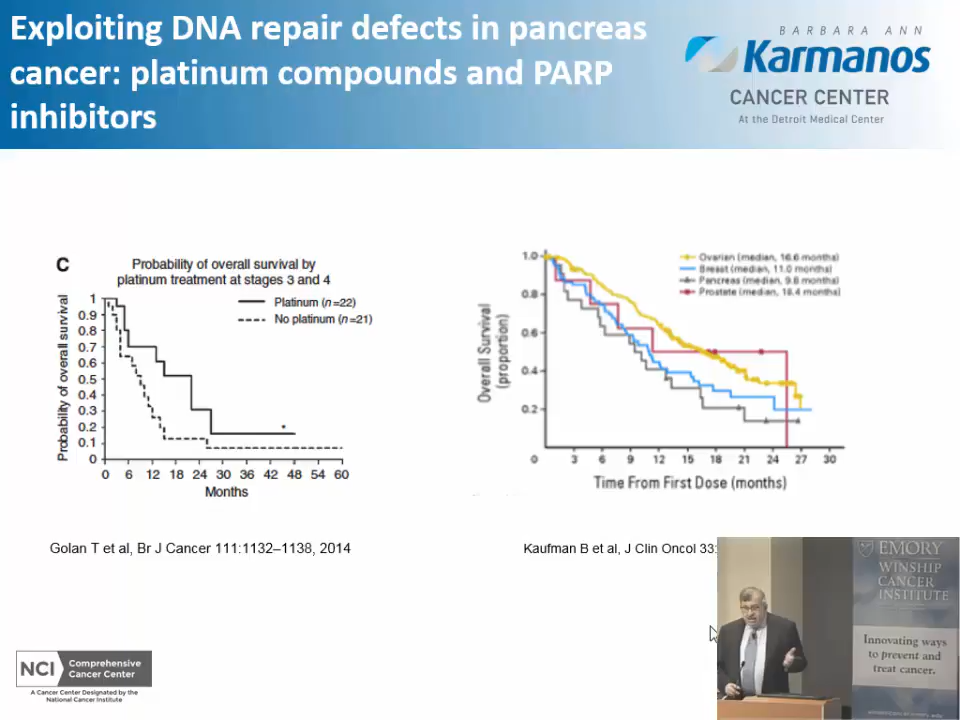 Exploiting DNA repair defects in pancreas
cancer: platinum compounds and PARP
inhibitors
BARBARA ANN
Karmanos
CANCER CENTER
At the Detroit Medical Center
C
Probability of overall survival by
platinum treatment at stages 3 and 4
Platinum (n=22)
No platinum (n=21)
Probability of overall survival
1
0.9
0.8
0.7
0.6
0.5
0.4
0.3
0.2
0.1
0
0 6 12 18 24 30 36 42 48 54 60
Months
*
Golan T et al, Br J Cancer 111:1132–1138, 2014
Ovarian (median, 16.6 months)
Breast (median, 11.0 months)
Pancreas (median, 9.8 months)
Prostate (median, 18.4 months)
Overall Survival
(proportion)
1.0
0.8
0.6
0.4
0.2
0 3 6 9 12 15 18 21 24 27 30
Time From First Dose (months)
Kaufman B et al, J Clin Oncol 33:
NCI
Comprehensive
Cancer Center
A Cancer Center Designated by the
National Cancer Institute
EMORY
WINSHIP
CANCER
INSTITUTE
Innovating ways
to prevent and
treat cancer.